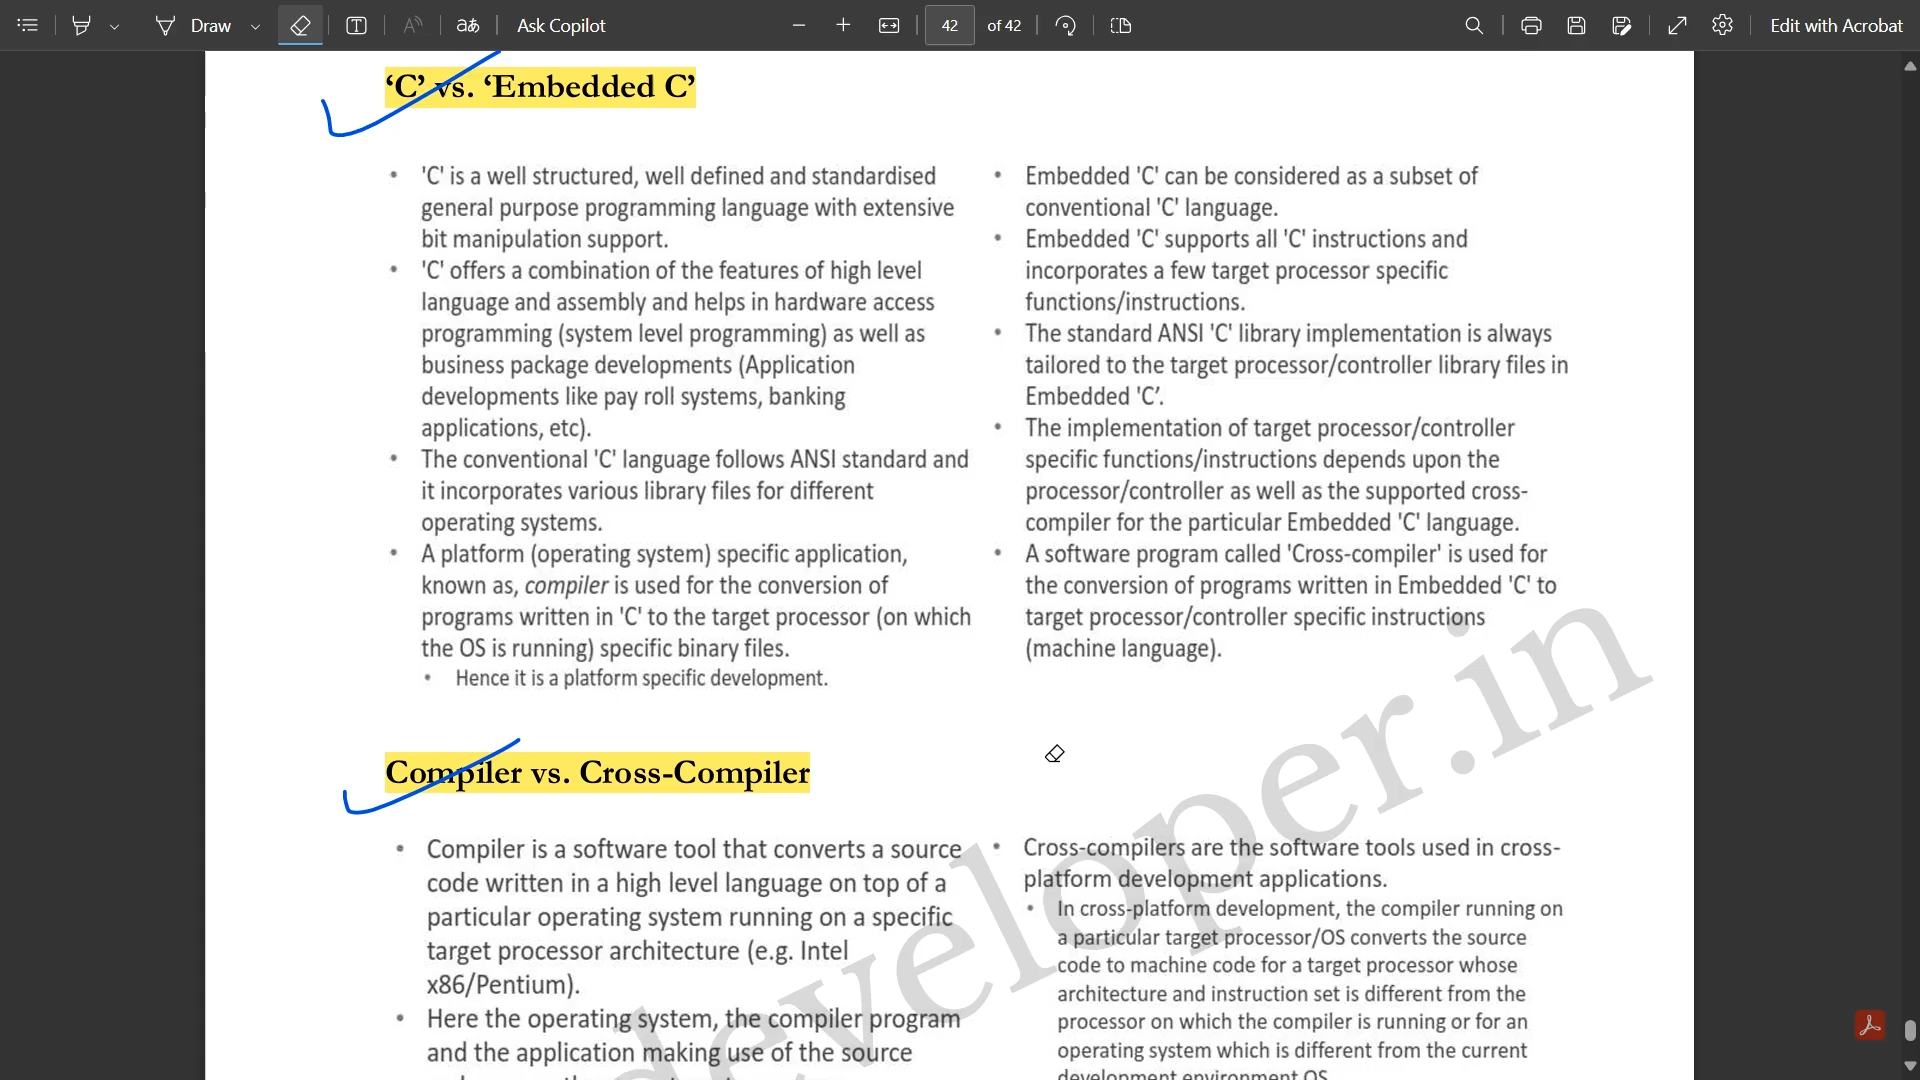 Draw
Ask Copilot
42 of 42
Edit with Acrobat
‘C’ vs. ‘Embedded C’
• 'C' is a well structured, well defined and standardised
general purpose programming language with extensive
bit manipulation support.
• 'C' offers a combination of the features of high level
language and assembly and helps in hardware access
programming (system level programming) as well as
business package developments (Application
developments like pay roll systems, banking
applications, etc).
• The conventional 'C' language follows ANSI standard and
it incorporates various library files for different
operating systems.
• A platform (operating system) specific application,
known as, compiler is used for the conversion of
programs written in 'C' to the target processor (on which
the OS is running) specific binary files.
• Hence it is a platform specific development.
• Embedded 'C' can be considered as a subset of
conventional 'C' language.
• Embedded 'C' supports all 'C' instructions and
incorporates a few target processor specific
functions/instructions.
• The standard ANSI 'C' library implementation is always
tailored to the target processor/controller library files in
Embedded 'C’.
• The implementation of target processor/controller
specific functions/instructions depends upon the
processor/controller as well as the supported cross-
compiler for the particular Embedded 'C' language.
• A software program called 'Cross-compiler' is used for
the conversion of programs written in Embedded 'C' to
target processor/controller specific instructions
(machine language).
Compiler vs. Cross-Compiler
• Compiler is a software tool that converts a source
code written in a high level language on top of a
particular operating system running on a specific
target processor architecture (e.g. Intel
x86/Pentium).
• Here the operating system, the compiler program
and the application making use of the source
• Cross-compilers are the software tools used in cross-
platform development applications.
• In cross-platform development, the compiler running on
a particular target processor/OS converts the source
code to machine code for a target processor whose
architecture and instruction set is different from the
processor on which the compiler is running or for an
operating system which is different from the current
development environment OS.
developer.in